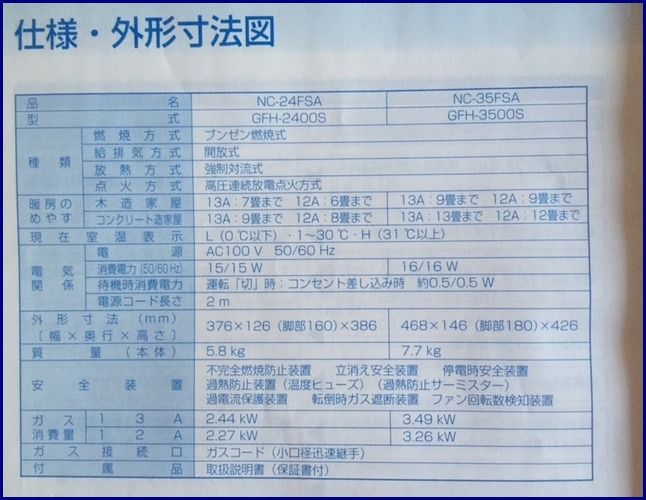 仕様・外形寸法図
品名 NC-24FSA NC-35FSA
型式 GFH-2400S GFH-3500S
種類 燃焼方式 ブンゼン燃焼式
給排気方式 開放式
放熱方式 強制対流式
点火方式 高圧連続放電点火方式
暖房のめやす 木造家屋 13A:7畳まで 12A:6畳まで 13A:9畳まで 12A:9畳まで
コンクリート造家屋 13A:9畳まで 12A:8畳まで 13A:13畳まで 12A:12畳まで
現在室温表示 L(0℃以下)・1~30℃・H(31℃以上)
電気関係 電源 AC100V 50/60Hz
消費電力(50/60Hz) 15/15W 16/16W
待機時消費電力 運転「切」時:コンセント差し込み時 約0.5/0.5W
電源コード長さ 2m
外形寸法(mm)
[幅×奥行×高さ] 376×126(脚部160)×386 468×146(脚部180)×426
質量(本体) 5.8kg 7.7kg
安全装置 不完全燃焼防止装置 立消え安全装置 停電時安全装置
過熱防止装置(温度ヒューズ)(過熱防止サーミスター)
過電流保護装置 転倒時ガス遮断装置 ファン回転数検知装置
ガス消費量 13A 2.44kW 3.49kW
12A 2.27kW 3.26kW
ガス接続口 ガスコード(小口径迅速継手)
付属品 取扱説明書(保証書付)